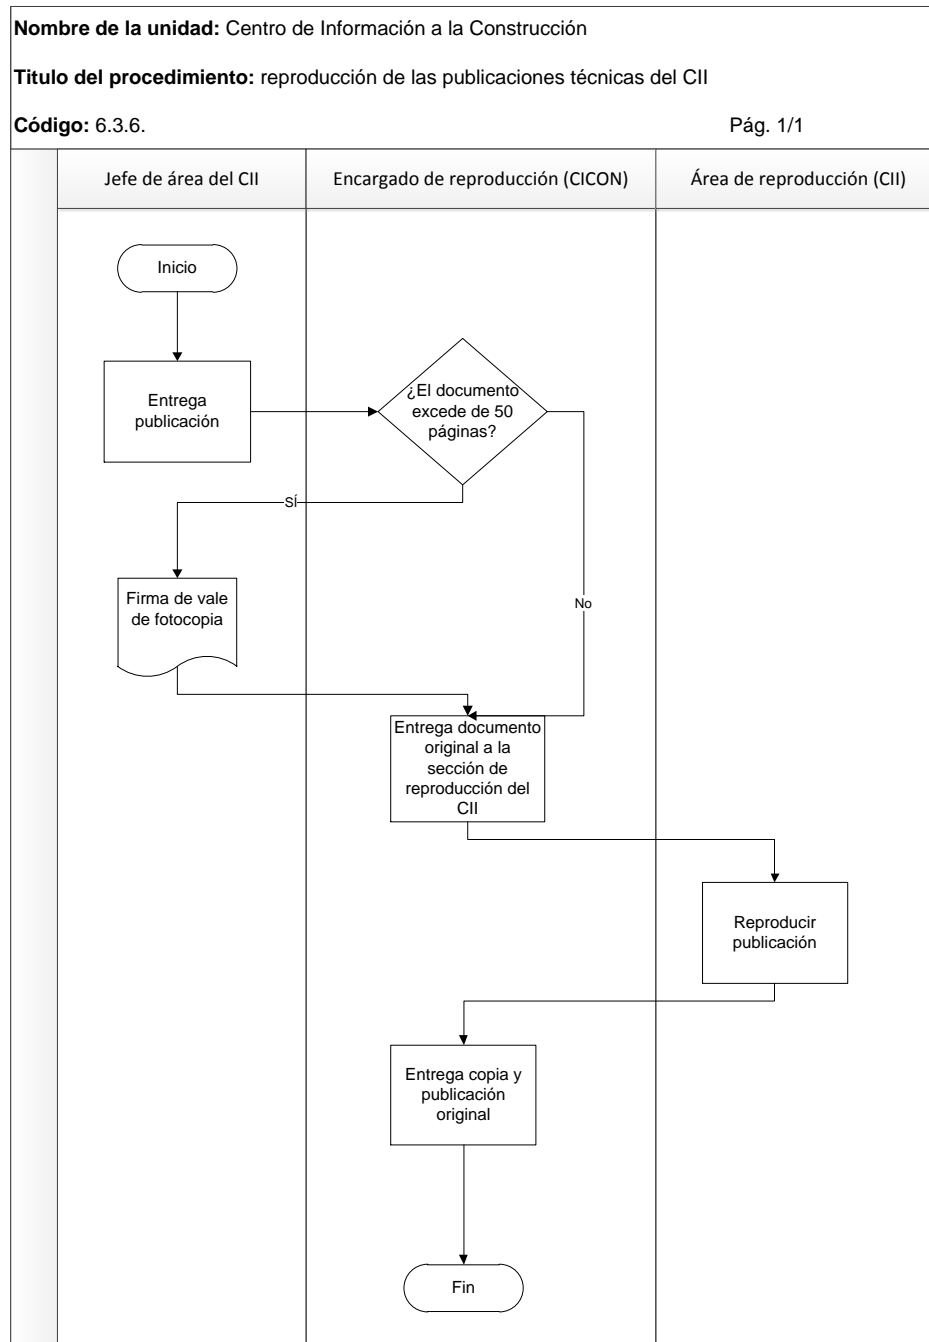 Nombre de la unidad: Centro de Información a la Construcción
Titulo del procedimiento: reproducción de las publicaciones técnicas del CII
Código: 6.3.6. Pág. 1/1
Jefe de área del CII
Encargado de reproducción (CICON)
Área de reproducción (CII)
Inicio
Entrega
publicación
¿El documento
excede de 50
páginas?
SÍ
Firma de vale
de fotocopia
No
Entrega documento
original a la
sección de
reproducción del
CII
Reproducir
publicación
Entrega copia y
publicación
original
Fin